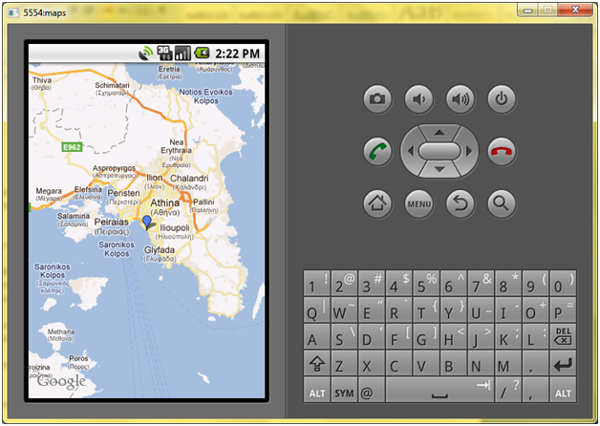 5554:maps
3G 2:22 PM
Thiva
(Θήβα)
Schimatari
(Σχηματάρι)
Eretria
(Ερέτρια)
(Αμάρυνθος)
Notios Evoikos
Kolpos
E962
Nea
Erythraia
(Νέα
Ερυθραία)
Aspropyrgos
(Ασπρόπυργος)
Ilion
(Ίλιον)
Chalandri
(Χαλάνδρι)
Megara
(Μέγαρα)
Elefsina
(Ελευσίνα)
Peristeri
(Περιστέρι)
Athina
(Αθήνα)
Pallini
(Παλλήνη)
Salamina
(Σαλαμίνα)
Peiraias
(Πειραιάς)
Ilioupoli
(Ηλιούπολη)
Saronikos
Kolpos
Glyfada
(Γλυφάδα)
Saronikos
Kolpos
(Σαρωνικός
κόλπος)
Methana
(Μέθανα)
Poros
(Πόρος)
roizina
Google
MENU
1 ! 2 @ 3 # 4 $ 5 % 6 ^ 7 & 8 * 9 ( 0 )
Q | W ~ E " R ` T { Y } U _ I - O + P =
A S \ D ' F [ G ] H < J > K ; L : DEL
Z X C V B N M .
ALT SYM @ / ? , ALT